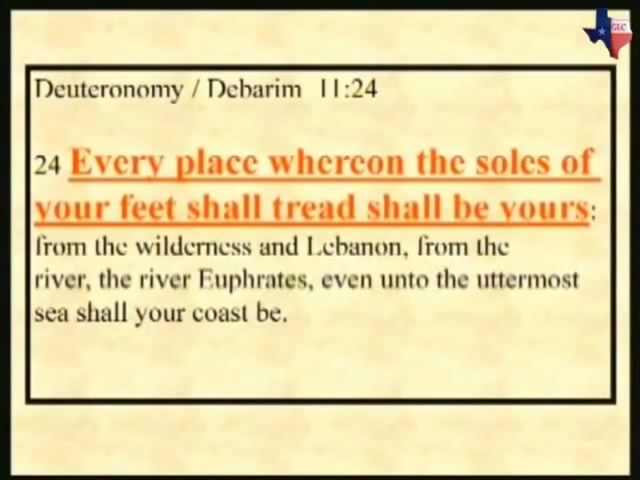 GLC
Deuteronomy / Debarim 11:24
24 Every place whereon the soles of
your feet shall tread shall be yours:
from the wilderness and Lebanon, from the
river, the river Euphrates, even unto the uttermost
sea shall your coast be.